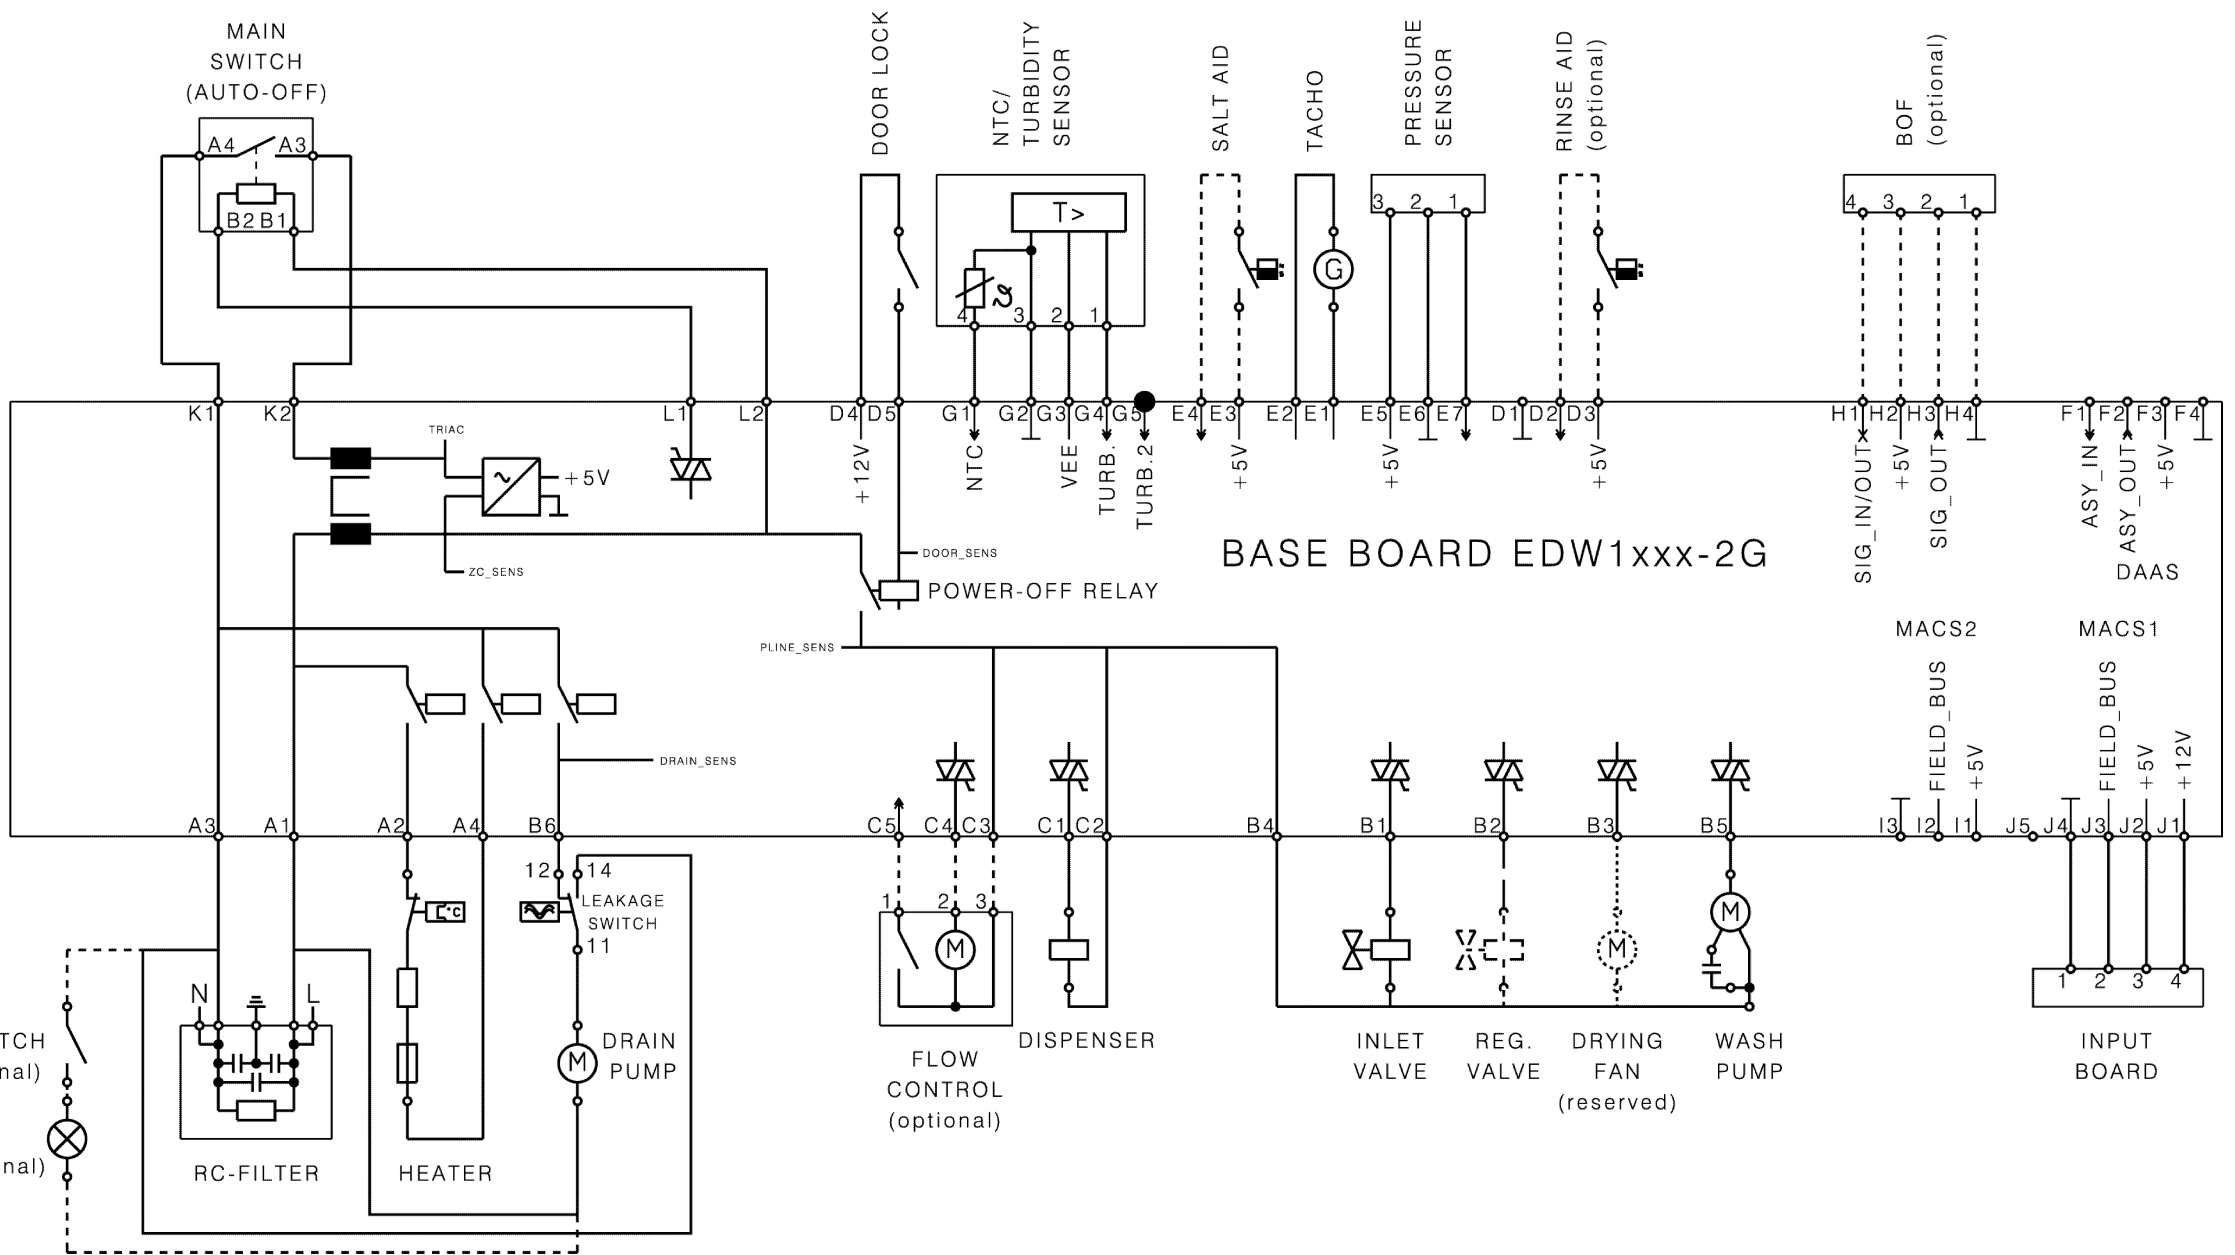 MAIN
SWITCH
(AUTO-OFF)
DOOR LOCK
NTC/
TURBIDITY
SENSOR
SALT AID
TACHO
PRESSURE
SENSOR
RINSE AID
(optional)
BOF
(optional)
A4 A3
B2 B1
T>
4 3 2 1
G
3 2 1
4 3 2 1
K1 K2 L1 L2 D4 D5 G1 G2 G3 G4 G5 E4 E3 E2 E1 E5 E6 E7 D1 D2 D3 H1 H2 H3 H4 F1 F2 F3 F4
TRIAC
+5V
ZC_SENS
+12V
NTC
VEE
TURB.
TURB.2
+5V
+5V
+5V
SIG_IN/OUT
+5V
SIG_OUT
ASY_IN
ASY_OUT
+5V
DAAS
BASE BOARD EDW1xxx-2G
DOOR_SENS
POWER-OFF RELAY
PLINE_SENS
DRAIN_SENS
MACS2
MACS1
FIELD_BUS
+5V
FIELD_BUS
+5V
+12V
A3 A1 A2 A4 B6 C5 C4 C3 C1 C2 B4 B1 B2 B3 B5 I3 I2 I1 J5 J4 J3 J2 J1
12 14
LEAKAGE
SWITCH
11
°C
1 2 3
M
M
M
1 2 3 4
N L
M
DRAIN
PUMP
TCH
nal)
nal)
RC-FILTER
HEATER
FLOW
CONTROL
(optional)
DISPENSER
INLET
VALVE
REG.
VALVE
DRYING
FAN
(reserved)
WASH
PUMP
INPUT
BOARD